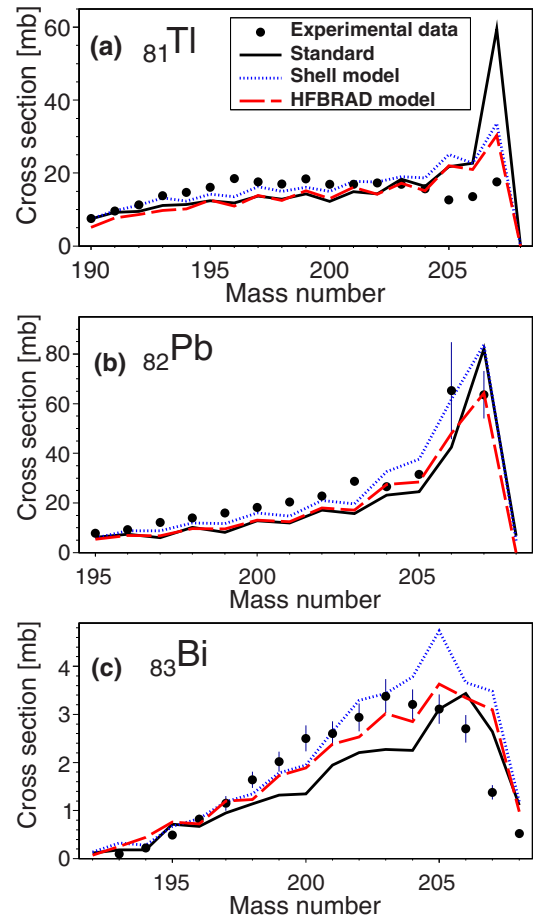 Cross section [mb]
60
40
20
0
(a) 81Tl
Experimental data
Standard
Shell model
HFBRAD model
190 195 200 205
Mass number
Cross section [mb]
80
60
40
20
0
(b) 82Pb
195 200 205
Mass number
Cross section [mb]
4
3
2
1
0
(c) 83Bi
195 200 205
Mass number